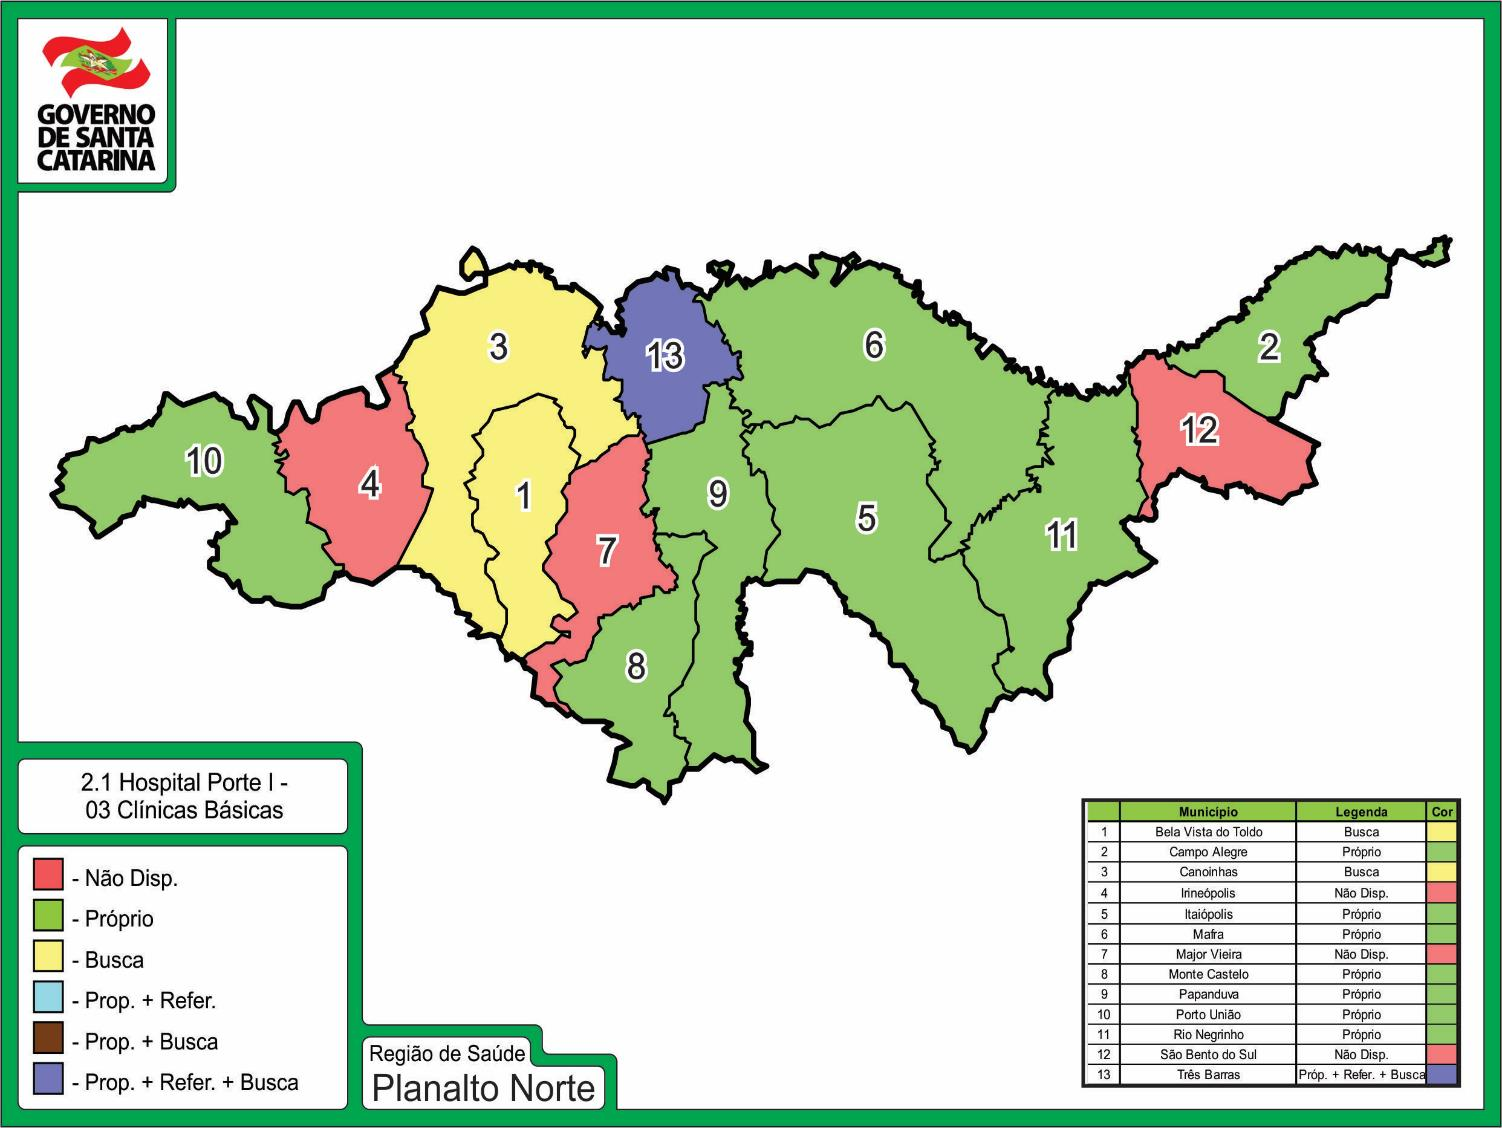 GOVERNO
DE SANTA
CATARINA
3
13
6
2
12
10
4
1
9
5
7
11
8
2.1 Hospital Porte I -
03 Clínicas Básicas
- Não Disp.
- Próprio
- Busca
- Prop. + Refer.
- Prop. + Busca
- Prop. + Refer. + Busca
Região de Saúde
Planalto Norte
Município Legenda Cor
1 Bela Vista do Toldo Busca
2 Campo Alegre Próprio
3 Canoinhas Busca
4 Irineópolis Não Disp.
5 Itaiópolis Próprio
6 Mafra Próprio
7 Major Vieira Não Disp.
8 Monte Castelo Próprio
9 Papanduva Próprio
10 Porto União Próprio
11 Rio Negrinho Próprio
12 São Bento do Sul Não Disp.
13 Três Barras Próp. + Refer. + Busca